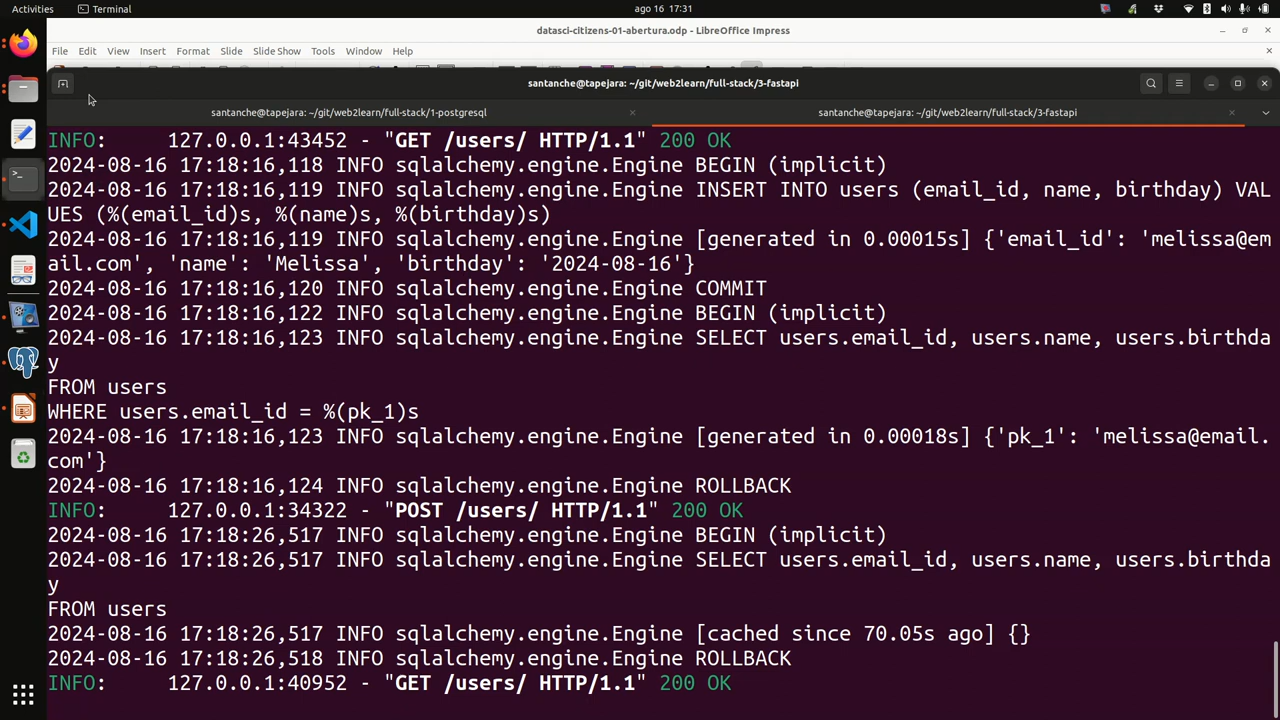 Activities
Terminal
ago 16 17:31
datasci-citizens-01-abertura.odp - LibreOffice Impress
File Edit View Insert Format Slide Slide Show Tools Window Help
santanche@tapejara: ~/git/web2learn/full-stack/3-fastapi
santanche@tapejara: ~/git/web2learn/full-stack/1-postgresql
santanche@tapejara: ~/git/web2learn/full-stack/3-fastapi
INFO: 127.0.0.1:43452 - "GET /users/ HTTP/1.1" 200 OK
2024-08-16 17:18:16,118 INFO sqlalchemy.engine.Engine BEGIN (implicit)
2024-08-16 17:18:16,119 INFO sqlalchemy.engine.Engine INSERT INTO users (email_id, name, birthday) VAL
UES (%(email_id)s, %(name)s, %(birthday)s)
2024-08-16 17:18:16,119 INFO sqlalchemy.engine.Engine [generated in 0.00015s] {'email_id': 'melissa@em
ail.com', 'name': 'Melissa', 'birthday': '2024-08-16'}
2024-08-16 17:18:16,120 INFO sqlalchemy.engine.Engine COMMIT
2024-08-16 17:18:16,122 INFO sqlalchemy.engine.Engine BEGIN (implicit)
2024-08-16 17:18:16,123 INFO sqlalchemy.engine.Engine SELECT users.email_id, users.name, users.birthda
y
FROM users
WHERE users.email_id = %(pk_1)s
2024-08-16 17:18:16,123 INFO sqlalchemy.engine.Engine [generated in 0.00018s] {'pk_1': 'melissa@email.
com'}
2024-08-16 17:18:16,124 INFO sqlalchemy.engine.Engine ROLLBACK
INFO: 127.0.0.1:34322 - "POST /users/ HTTP/1.1" 200 OK
2024-08-16 17:18:26,517 INFO sqlalchemy.engine.Engine BEGIN (implicit)
2024-08-16 17:18:26,517 INFO sqlalchemy.engine.Engine SELECT users.email_id, users.name, users.birthda
y
FROM users
2024-08-16 17:18:26,517 INFO sqlalchemy.engine.Engine [cached since 70.05s ago] {}
2024-08-16 17:18:26,518 INFO sqlalchemy.engine.Engine ROLLBACK
INFO: 127.0.0.1:40952 - "GET /users/ HTTP/1.1" 200 OK